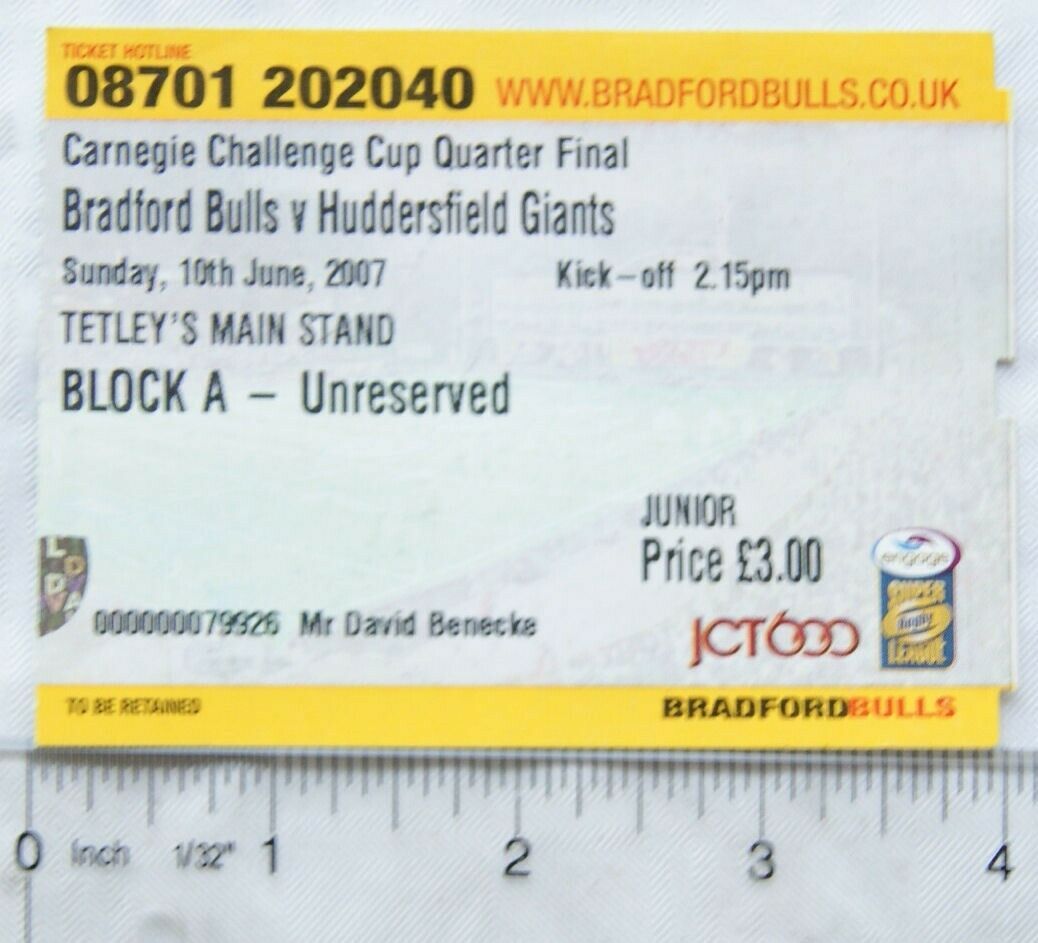 TICKET HOTLINE
08701 202040 WWW.BRADFORDBULLS.CO.UK
Carnegie Challenge Cup Quarter Final
Bradford Bulls v Huddersfield Giants
Sunday, 10th June, 2007 Kick-off 2.15pm
TETLEY'S MAIN STAND
BLOCK A - Unreserved
JUNIOR
Price £3.00
engage
SUPER
rugby
LEAGUE
000000079926 Mr David Benecke
JCT600
TO BE RETAINED BRADFORDBULLS
0 Inch 1/32" 1 2 3 4